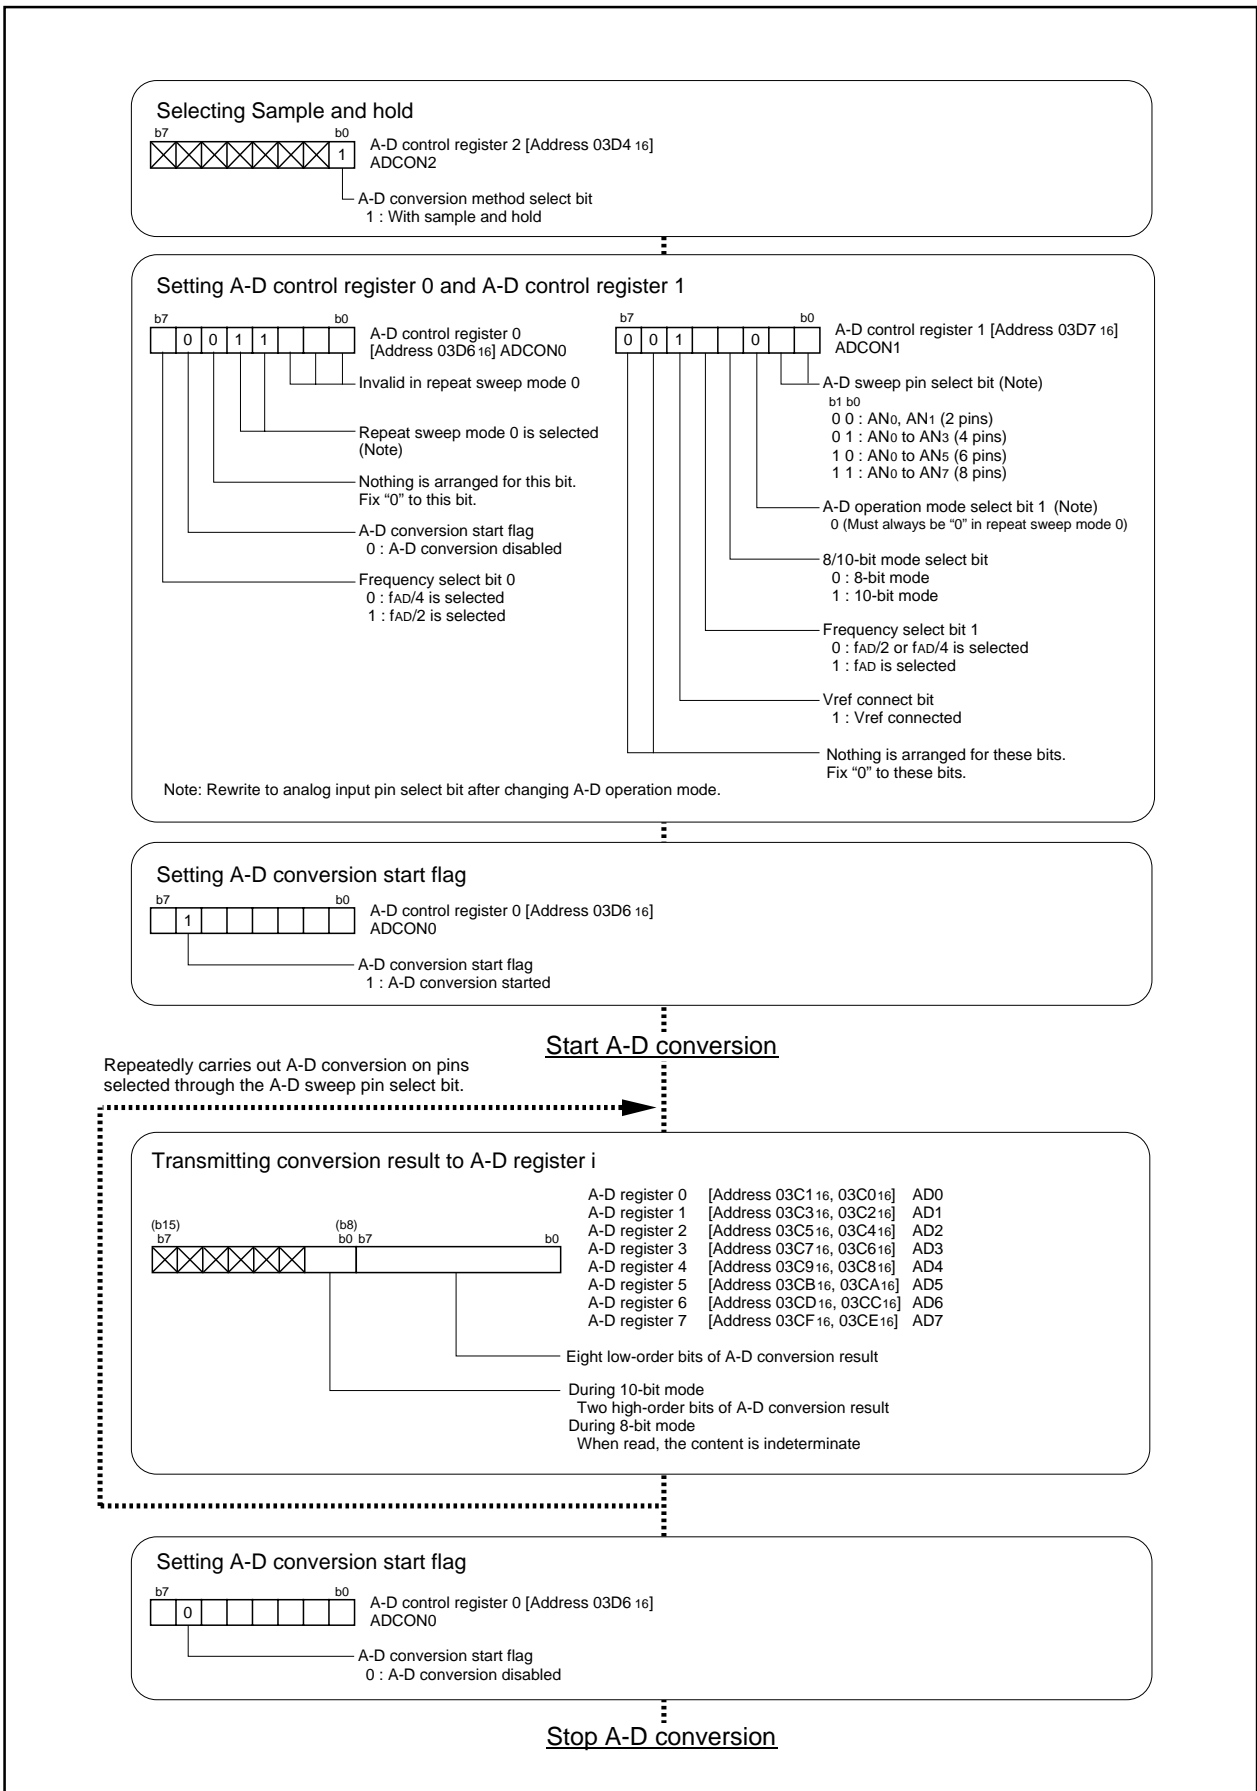 Selecting Sample and hold
b7 b0
1
A-D control register 2 [Address 03D4 16]
ADCON2
A-D conversion method select bit
1 : With sample and hold
Setting A-D control register 0 and A-D control register 1
b7 b0
0 0 1 1
A-D control register 0
[Address 03D6 16] ADCON0
Invalid in repeat sweep mode 0
Repeat sweep mode 0 is selected
(Note)
Nothing is arranged for this bit.
Fix “0” to this bit.
A-D conversion start flag
0 : A-D conversion disabled
Frequency select bit 0
0 : fAD/4 is selected
1 : fAD/2 is selected
b7 b0
0 0 1 0
A-D control register 1 [Address 03D7 16]
ADCON1
A-D sweep pin select bit (Note)
b1 b0
0 0 : AN0, AN1 (2 pins)
0 1 : AN0 to AN3 (4 pins)
1 0 : AN0 to AN5 (6 pins)
1 1 : AN0 to AN7 (8 pins)
A-D operation mode select bit 1 (Note)
0 (Must always be “0” in repeat sweep mode 0)
8/10-bit mode select bit
0 : 8-bit mode
1 : 10-bit mode
Frequency select bit 1
0 : fAD/2 or fAD/4 is selected
1 : fAD is selected
Vref connect bit
1 : Vref connected
Nothing is arranged for these bits.
Fix “0” to these bits.
Note: Rewrite to analog input pin select bit after changing A-D operation mode.
Setting A-D conversion start flag
b7 b0
1
A-D control register 0 [Address 03D6 16]
ADCON0
A-D conversion start flag
1 : A-D conversion started
Start A-D conversion
Repeatedly carries out A-D conversion on pins
selected through the A-D sweep pin select bit.
Transmitting conversion result to A-D register i
(b15) (b8)
b7 b0 b7 b0
A-D register 0 [Address 03C1 16, 03C0 16] AD0
A-D register 1 [Address 03C3 16, 03C2 16] AD1
A-D register 2 [Address 03C5 16, 03C4 16] AD2
A-D register 3 [Address 03C7 16, 03C6 16] AD3
A-D register 4 [Address 03C9 16, 03C8 16] AD4
A-D register 5 [Address 03CB 16, 03CA 16] AD5
A-D register 6 [Address 03CD 16, 03CC 16] AD6
A-D register 7 [Address 03CF 16, 03CE 16] AD7
Eight low-order bits of A-D conversion result
During 10-bit mode
Two high-order bits of A-D conversion result
During 8-bit mode
When read, the content is indeterminate
Setting A-D conversion start flag
b7 b0
0
A-D control register 0 [Address 03D6 16]
ADCON0
A-D conversion start flag
0 : A-D conversion disabled
Stop A-D conversion